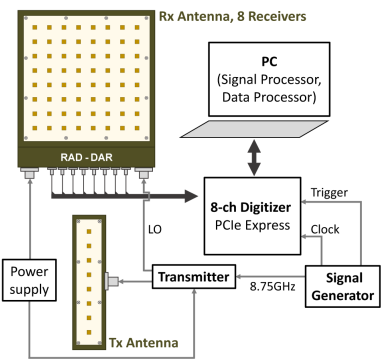 Rx Antenna, 8 Receivers
RAD - DAR
PC
(Signal Processor,
Data Processor)
8-ch Digitizer
PCIe Express
Trigger
Clock
LO
Power
supply
Transmitter
8.75GHz
Signal
Generator
Tx Antenna